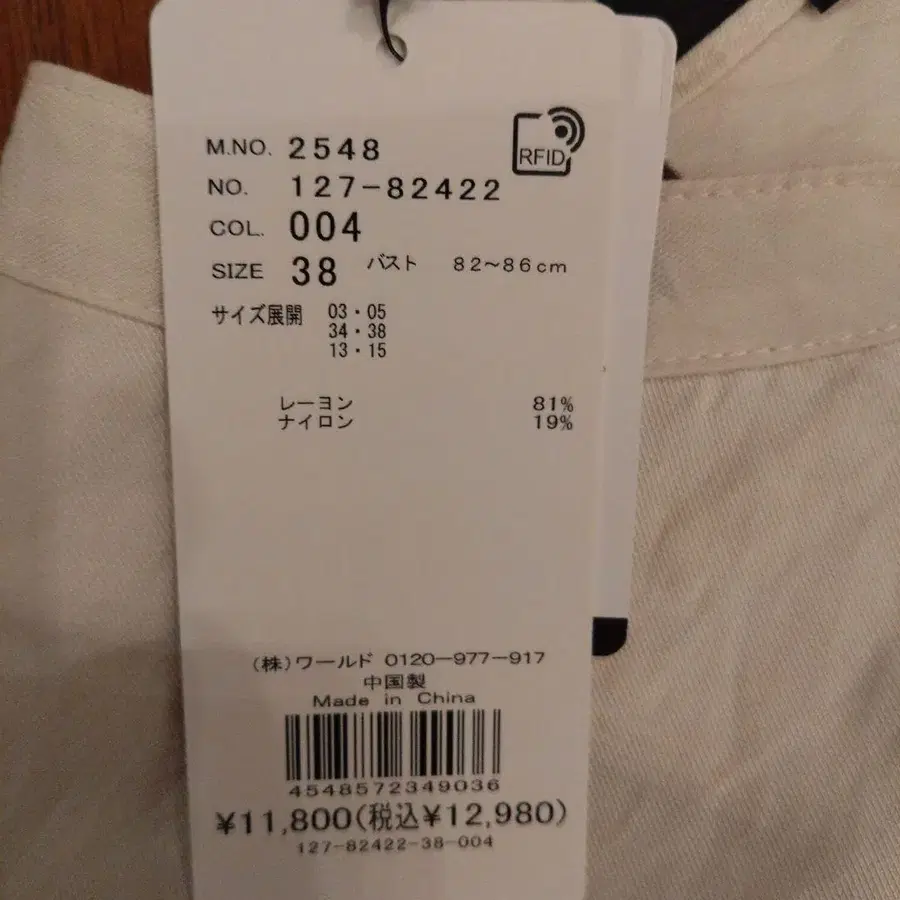 M.NO. 2548
RFID
NO. 127-82422
COL. 004
SIZE 38 バスト 82~86cm
サイズ展開 03・05
34・38
13・15
レーヨン 81%
ナイロン 19%
(株)ワールド 0120-977-917
中国製
Made in China
4548572349036
¥11,800(税込¥12,980)
127-82422-38-004